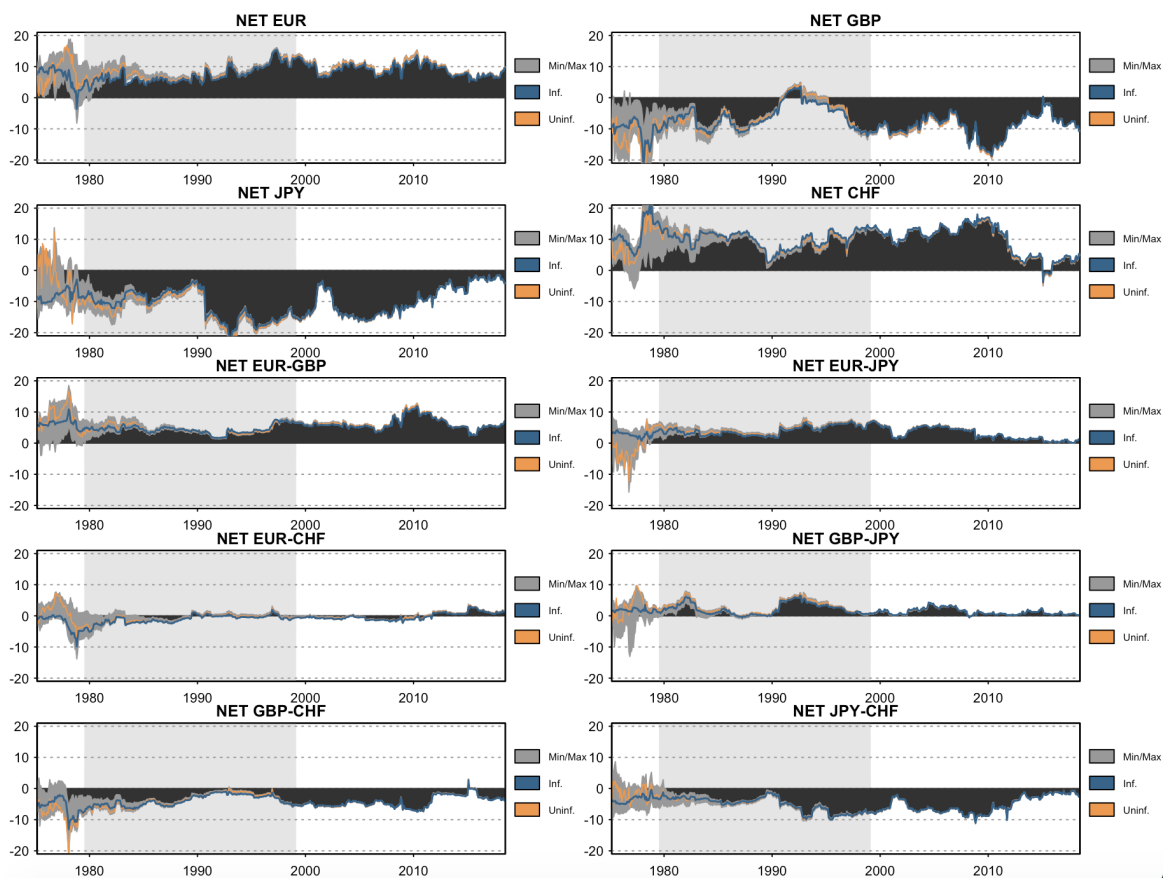 NET EUR
20
10
0
-10
-20
1980 1990 2000 2010
Min/Max
Inf.
Uninf.
NET GBP
20
10
0
-10
-20
1980 1990 2000 2010
Min/Max
Inf.
Uninf.
NET JPY
20
10
0
-10
-20
1980 1990 2000 2010
Min/Max
Inf.
Uninf.
NET CHF
20
10
0
-10
-20
1980 1990 2000 2010
Min/Max
Inf.
Uninf.
NET EUR-GBP
20
10
0
-10
-20
1980 1990 2000 2010
Min/Max
Inf.
Uninf.
NET EUR-JPY
20
10
0
-10
-20
1980 1990 2000 2010
Min/Max
Inf.
Uninf.
NET EUR-CHF
20
10
0
-10
-20
1980 1990 2000 2010
Min/Max
Inf.
Uninf.
NET GBP-JPY
20
10
0
-10
-20
1980 1990 2000 2010
Min/Max
Inf.
Uninf.
NET GBP-CHF
20
10
0
-10
-20
1980 1990 2000 2010
Min/Max
Inf.
Uninf.
NET JPY-CHF
20
10
0
-10
-20
1980 1990 2000 2010
Min/Max
Inf.
Uninf.